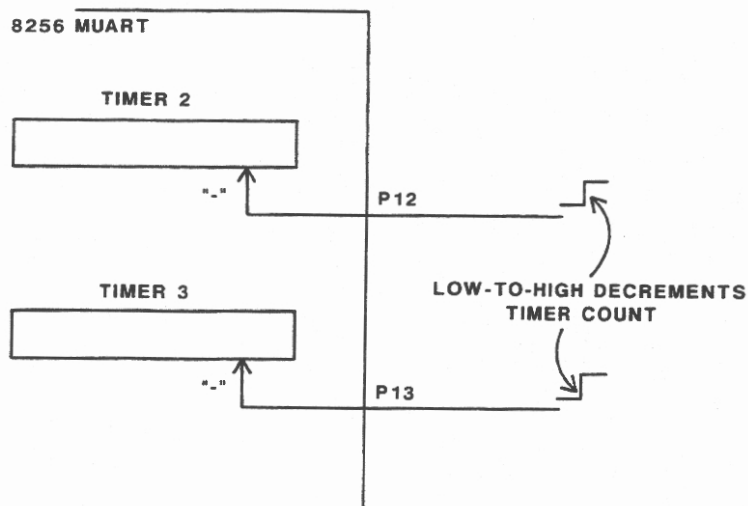 8256 MUART
TIMER 2
"-"
P12
TIMER 3
"-"
P13
LOW-TO-HIGH DECREMENTS
TIMER COUNT